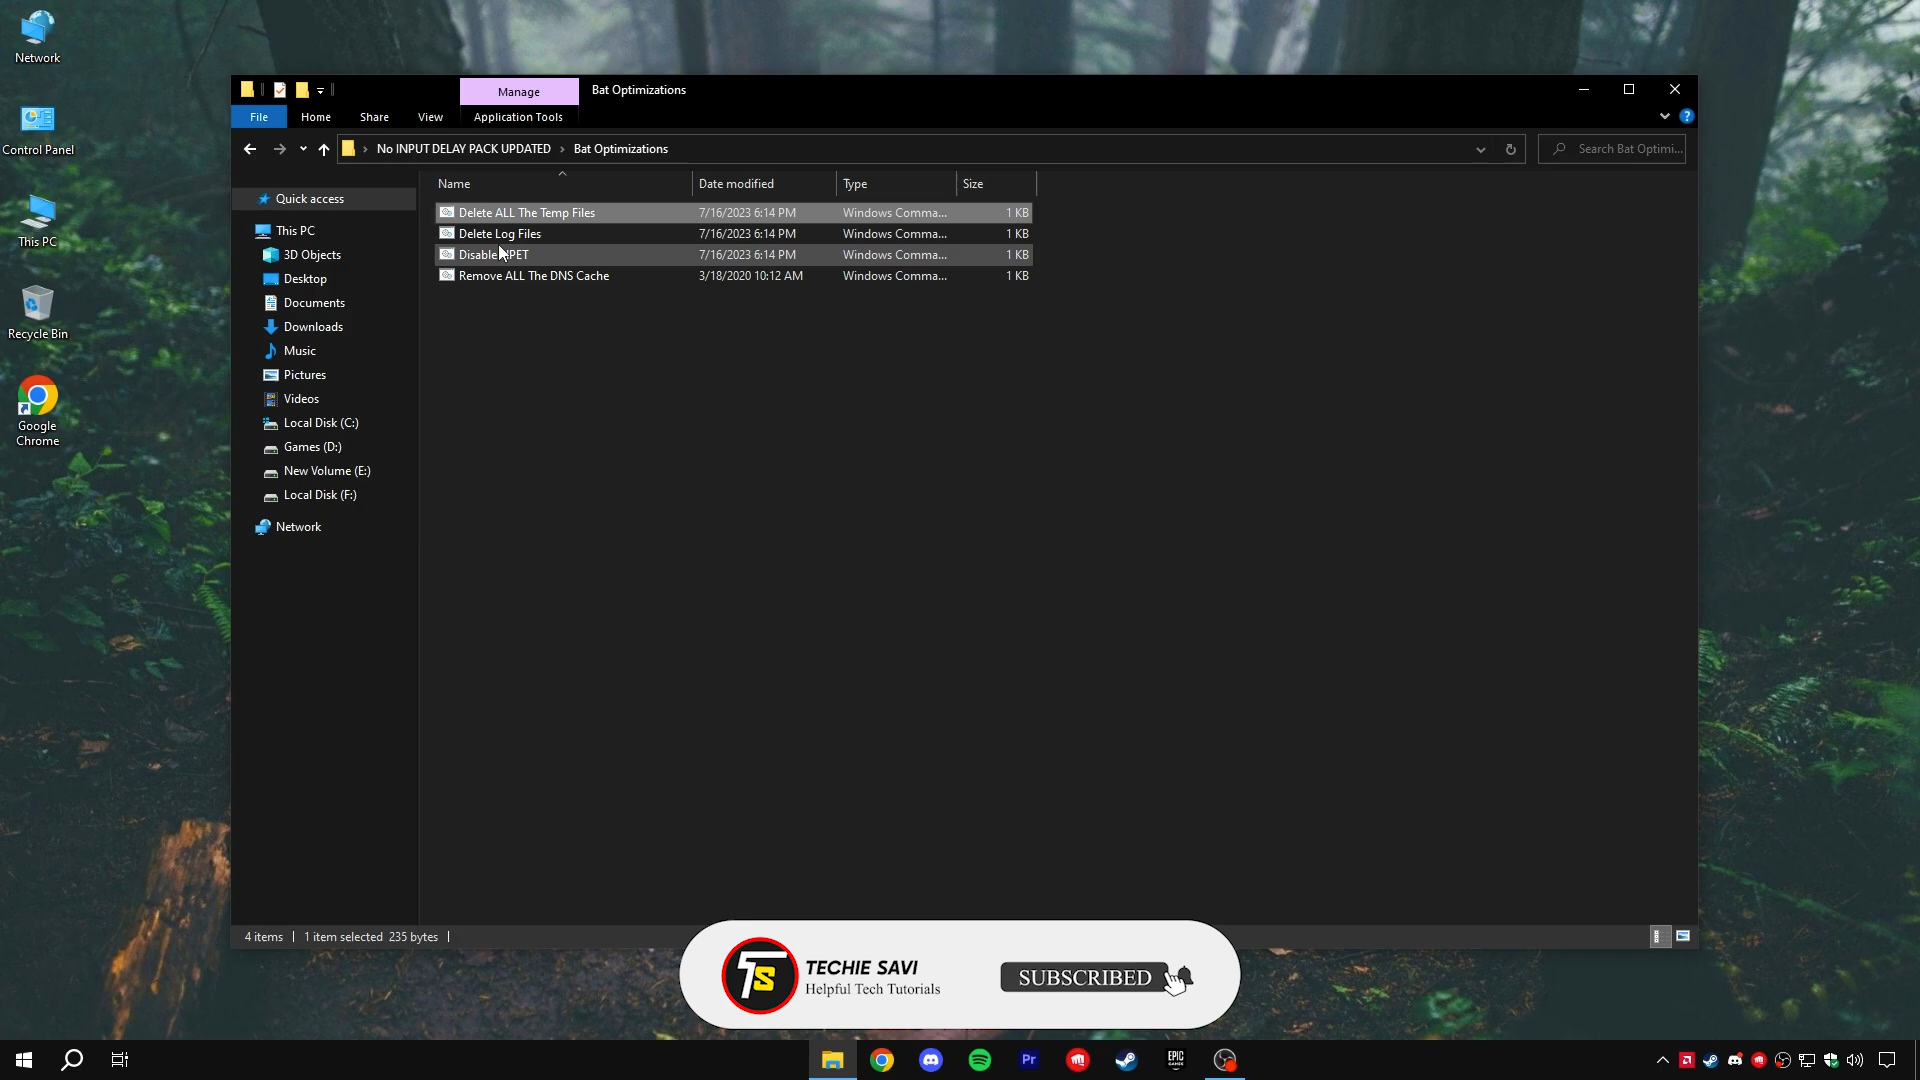 Network
Control Panel
This PC
Recycle Bin
Google
Chrome
Manage
Bat Optimizations
File
Home
Share
View
Application Tools
No INPUT DELAY PACK UPDATED
Bat Optimizations
Search Bat Optimi...
Name
Date modified
Type
Size
Delete ALL The Temp Files 7/16/2023 6:14 PM Windows Comma... 1 KB
Delete Log Files 7/16/2023 6:14 PM Windows Comma... 1 KB
Disable HPET 7/16/2023 6:14 PM Windows Comma... 1 KB
Remove ALL The DNS Cache 3/18/2020 10:12 AM Windows Comma... 1 KB
Quick access
This PC
3D Objects
Desktop
Documents
Downloads
Music
Pictures
Videos
Local Disk (C:)
Games (D:)
New Volume (E:)
Local Disk (F:)
Network
4 items
1 item selected 235 bytes
TS
TECHIE SAVI
Helpful Tech Tutorials
SUBSCRIBED
Pr
EPIC
GAMES